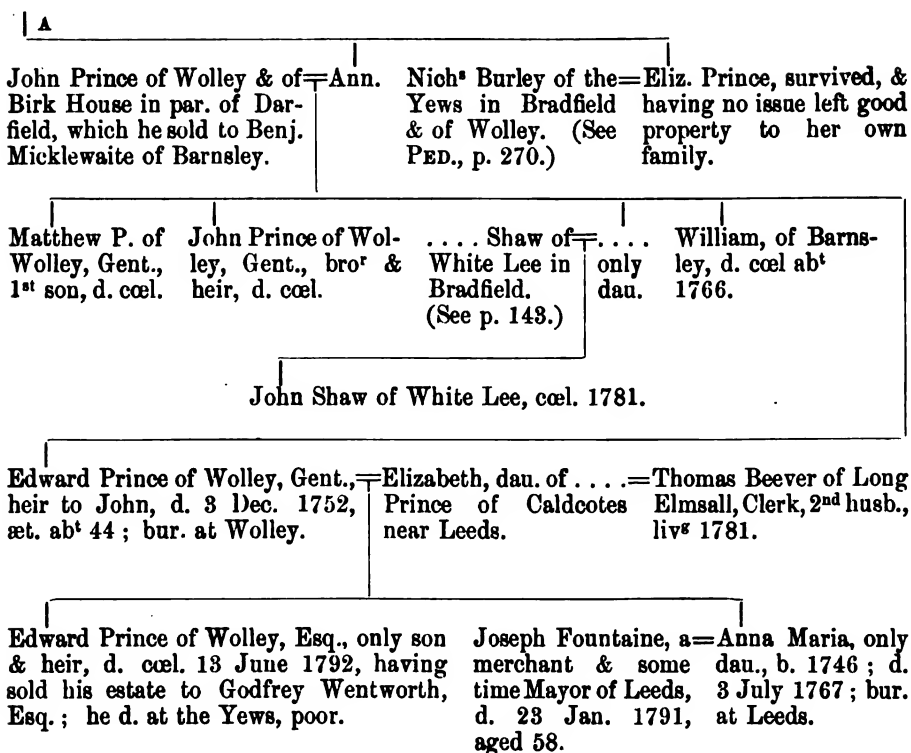 A
John Prince of Wolley & of=Ann.
Birk House in par. of Dar-
field, which he sold to Benj.
Micklewaite of Barnsley.
Nichˢ Burley of the=Eliz. Prince, survived, &
Yews in Bradfield
& of Wolley. (See
PED., p. 270.)
having no issue left good
property to her own
family.
Matthew P. of
Wolley, Gent.,
1ˢᵗ son, d. cœl.
John Prince of Wol-
ley, Gent., broʳ &
heir, d. cœl.
.... Shaw of=....
White Lee in
Bradfield.
(See p. 143.)
only
dau.
William, of Barns-
ley, d. cœl abᵗ
1766.
John Shaw of White Lee, cœl. 1781.
Edward Prince of Wolley, Gent.,=Elizabeth, dau. of ....=Thomas Beever of Long
heir to John, d. 3 Dec. 1752,
æt. abᵗ 44 ; bur. at Wolley.
Prince of Caldcotes
near Leeds.
Elmsall, Clerk, 2ⁿᵈ husb.,
livᵍ 1781.
Edward Prince of Wolley, Esq., only son
& heir, d. cœl. 13 June 1792, having
sold his estate to Godfrey Wentworth,
Esq. ; he d. at the Yews, poor.
Joseph Fountaine, a=Anna Maria, only
merchant & some
time Mayor of Leeds,
d. 23 Jan. 1791,
aged 58.
dau., b. 1746 ; d.
3 July 1767 ; bur.
at Leeds.